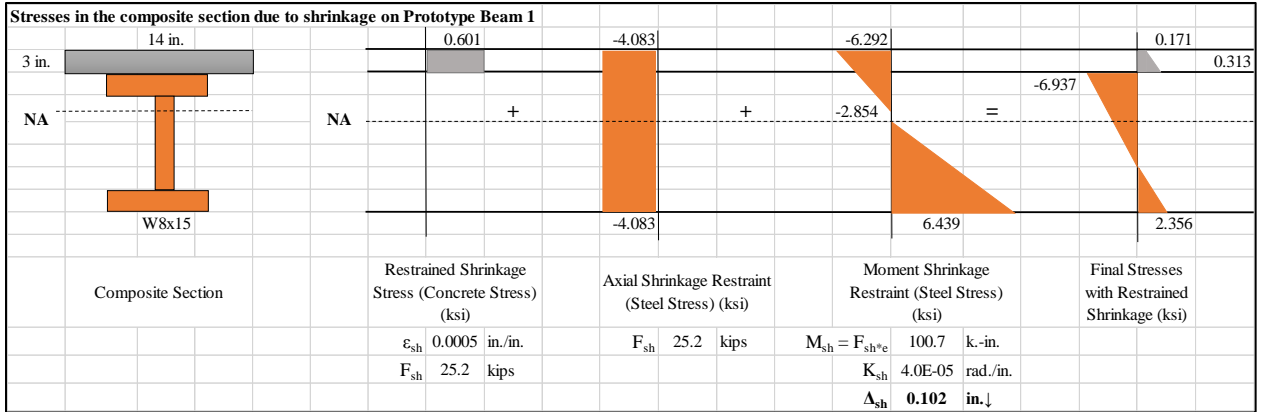 Stresses in the composite section due to shrinkage on Prototype Beam 1
14 in. 0.601 -4.083 -6.292 0.171
3 in. 0.313
-6.937
NA NA + + -2.854 =
W8x15 -4.083 6.439 2.356
Composite Section
Restrained Shrinkage
Stress (Concrete Stress)
(ksi)
Axial Shrinkage Restraint
(Steel Stress) (ksi)
Moment Shrinkage
Restraint (Steel Stress)
(ksi)
Final Stresses
with Restrained
Shrinkage (ksi)
εsh 0.0005 in./in. Fsh 25.2 kips Msh = Fsh*e 100.7 k.-in.
Fsh 25.2 kips Ksh 4.0E-05 rad./in.
Δsh 0.102 in.↓